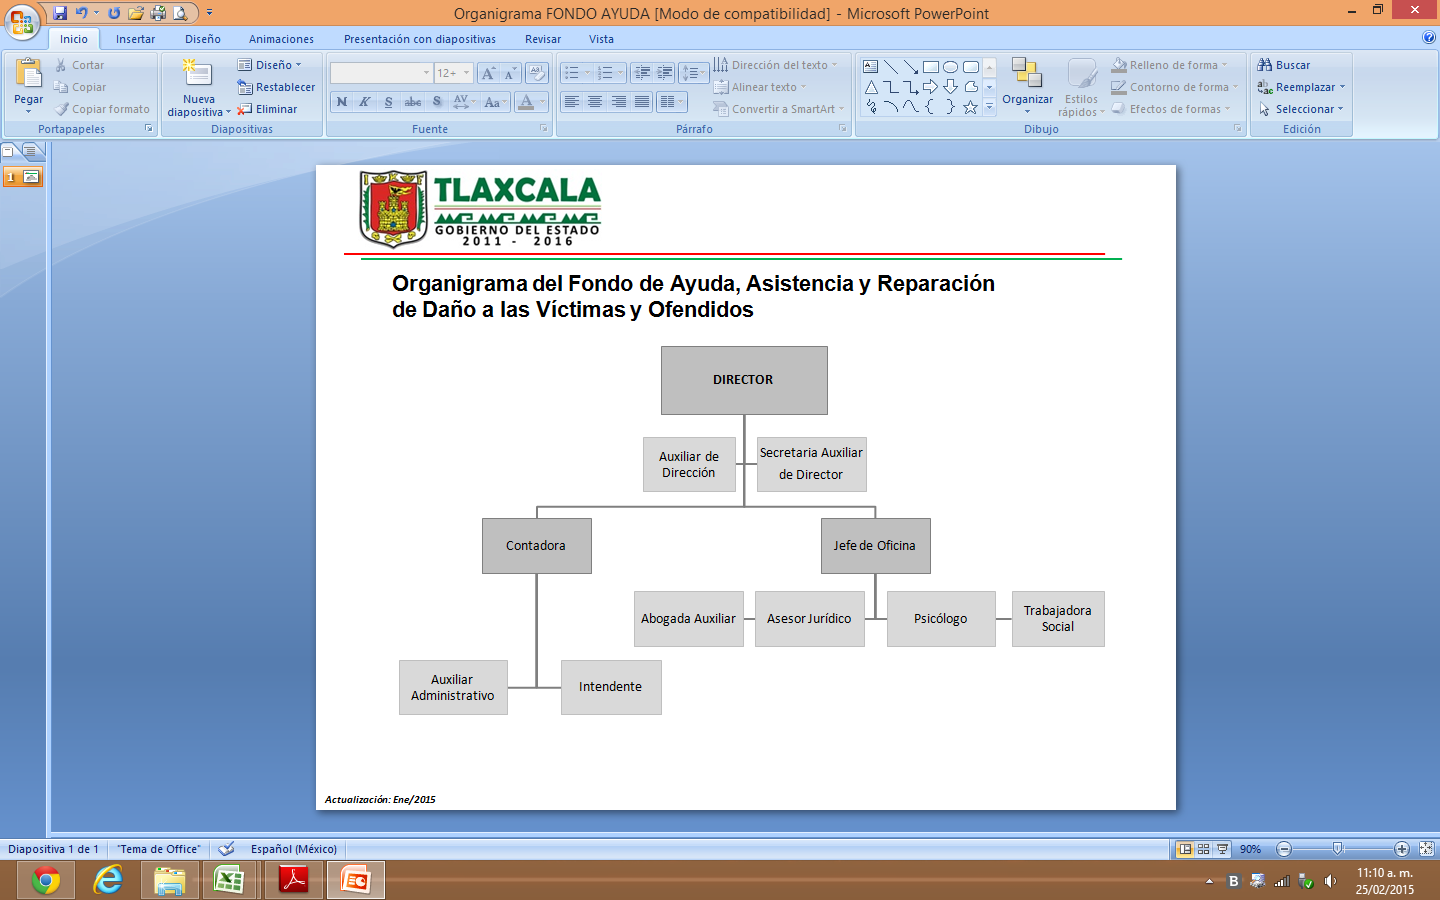 Organigrama FONDO AYUDA [Modo de compatibilidad] - Microsoft PowerPoint
Inicio
Insertar
Diseño
Animaciones
Presentación con diapositivas
Revisar
Vista
Pegar
Cortar
Copiar
Copiar formato
Portapapeles
Nueva
diapositiva
Diseño
Restablecer
Eliminar
Diapositivas
12+
Fuente
Dirección del texto
Alinear texto
Convertir a SmartArt
Párrafo
Organizar
Estilos
rápidos
Relleno de forma
Contorno de forma
Efectos de formas
Dibujo
Buscar
Reemplazar
Seleccionar
Edición
1
TLAXCALA
GOBIERNO DEL ESTADO
2011 - 2016
Organigrama del Fondo de Ayuda, Asistencia y Reparación
de Daño a las Víctimas y Ofendidos
DIRECTOR
Auxiliar de
Dirección
Secretaria Auxiliar
de Director
Contadora
Jefe de Oficina
Abogada Auxiliar
Asesor Jurídico
Psicólogo
Trabajadora
Social
Auxiliar
Administrativo
Intendente
Actualización: Ene/2015
Diapositiva 1 de 1
"Tema de Office"
Español (México)
90%
11:10 a. m.
25/02/2015